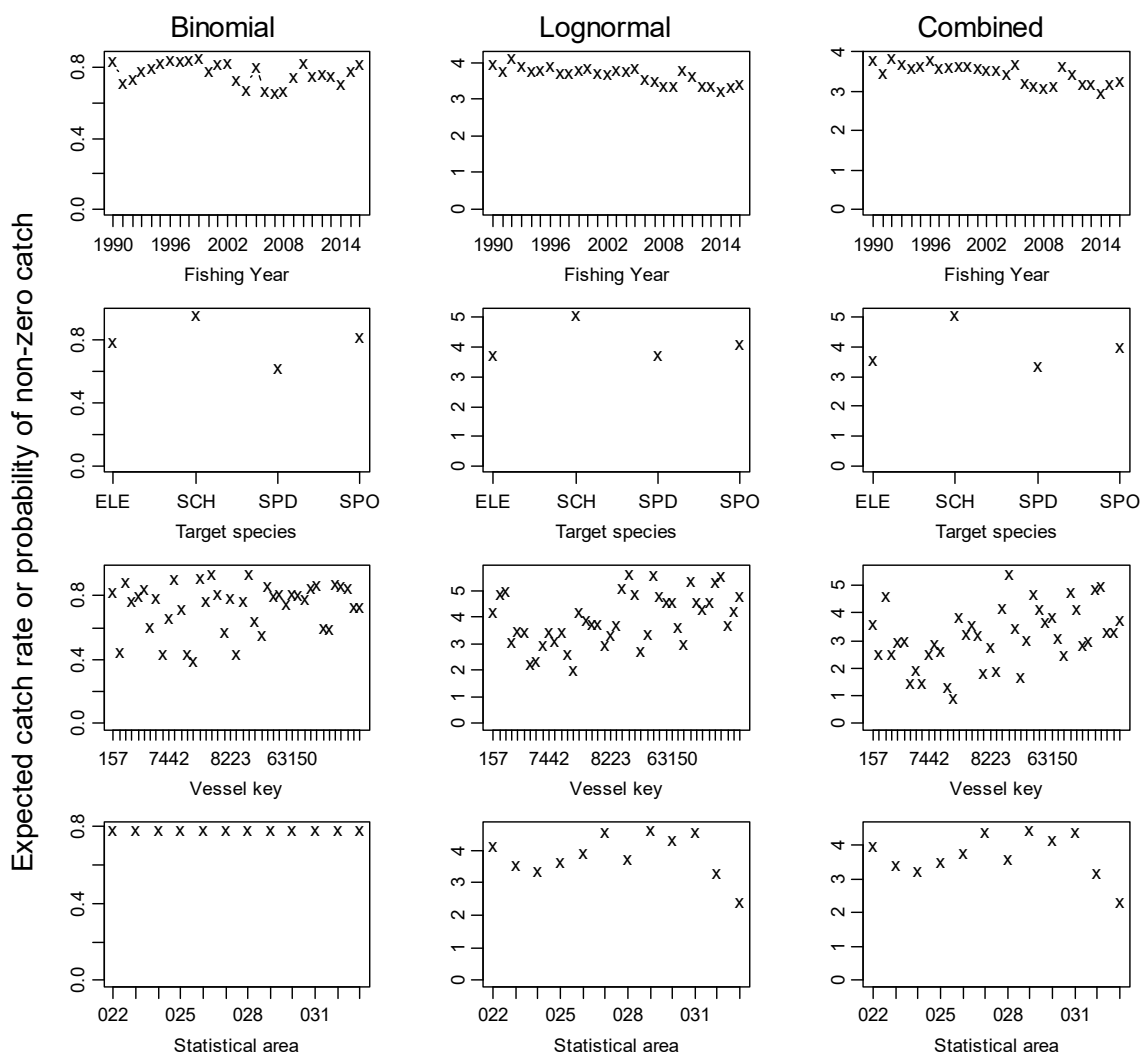 Binomial Lognormal Combined
Expected catch rate or probability of non-zero catch
0.0 0.4 0.8
1990 1996 2002 2008 2014
Fishing Year
0 1 2 3 4
1990 1996 2002 2008 2014
Fishing Year
0 1 2 3 4
1990 1996 2002 2008 2014
Fishing Year
0.0 0.4 0.8
ELE SCH SPD SPO
Target species
0 1 2 3 4 5
ELE SCH SPD SPO
Target species
0 1 2 3 4 5
ELE SCH SPD SPO
Target species
0.0 0.4 0.8
157 7442 8223 63150
Vessel key
0 1 2 3 4 5
157 7442 8223 63150
Vessel key
0 1 2 3 4 5
157 7442 8223 63150
Vessel key
0.0 0.4 0.8
022 025 028 031
Statistical area
0 1 2 3 4
022 025 028 031
Statistical area
0 1 2 3 4
022 025 028 031
Statistical area